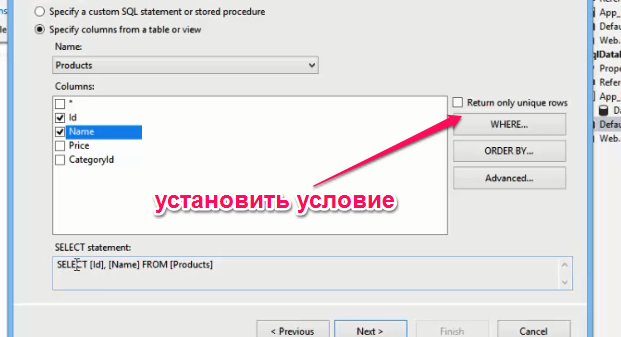 Specify a custom SQL statement or stored procedure
Specify columns from a table or view
Name:
Products
Columns:
*
Id
Name
Price
CategoryId
Return only unique rows
WHERE...
ORDER BY...
Advanced...
установить условие
SELECT statement:
SELECT [Id], [Name] FROM [Products]
< Previous
Next >
Finish
Cancel
App_
Defau
Web.
qlDatal
Prope
Refer
App_
Da
Defau
Web.